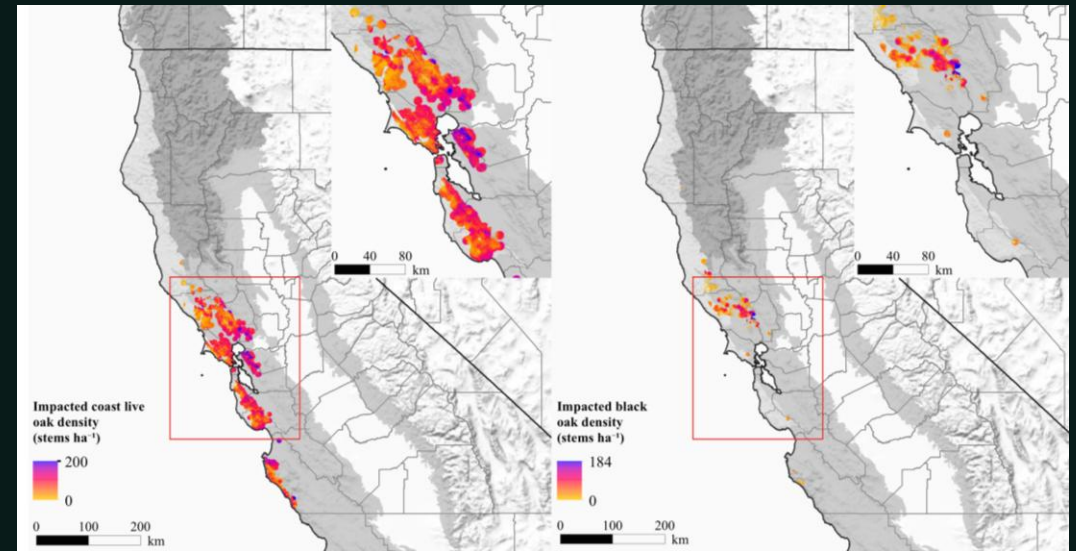 0 40 80
km
Impacted coast live
oak density
(stems ha⁻¹)
200
0
0 100 200
km
0 40 80
km
Impacted black
oak density
(stems ha⁻¹)
184
0
0 100 200
km